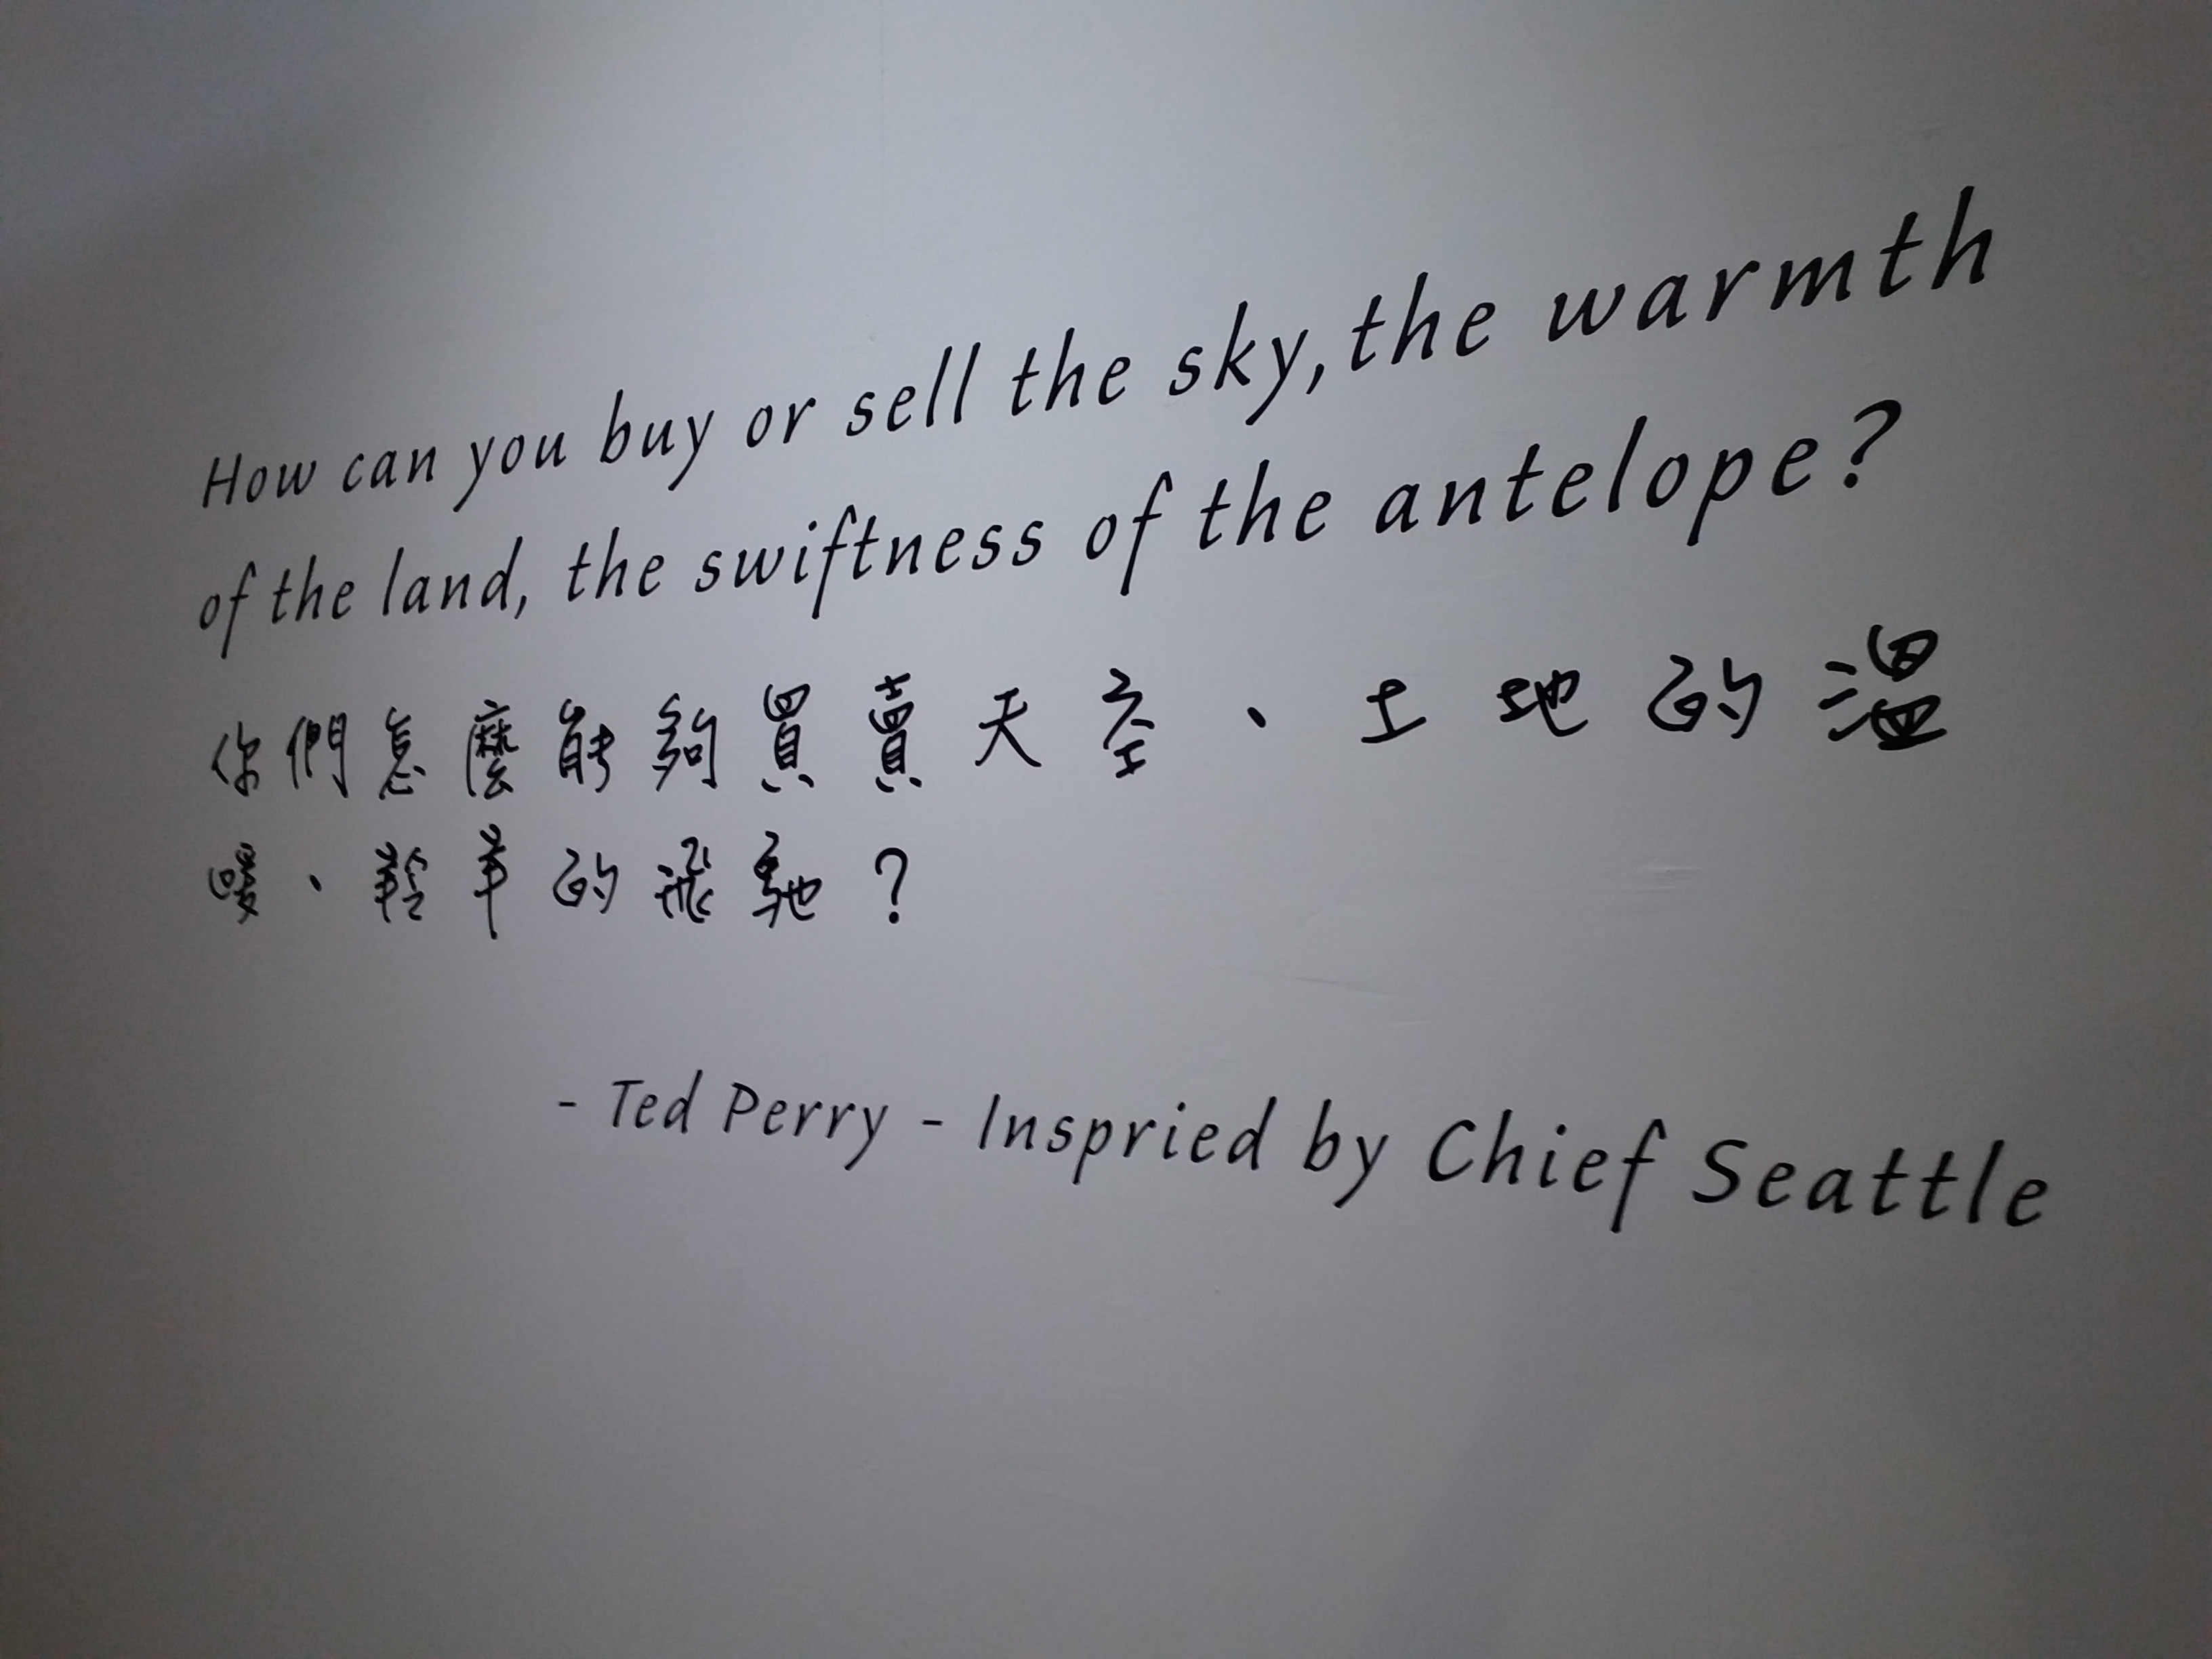 How can you buy or sell the sky, the warmth
of the land, the swiftness of the antelope?
你們怎麼能夠買賣天空、土地的溫
暖、羚羊的飛馳？
- Ted Perry - Inspried by Chief Seattle